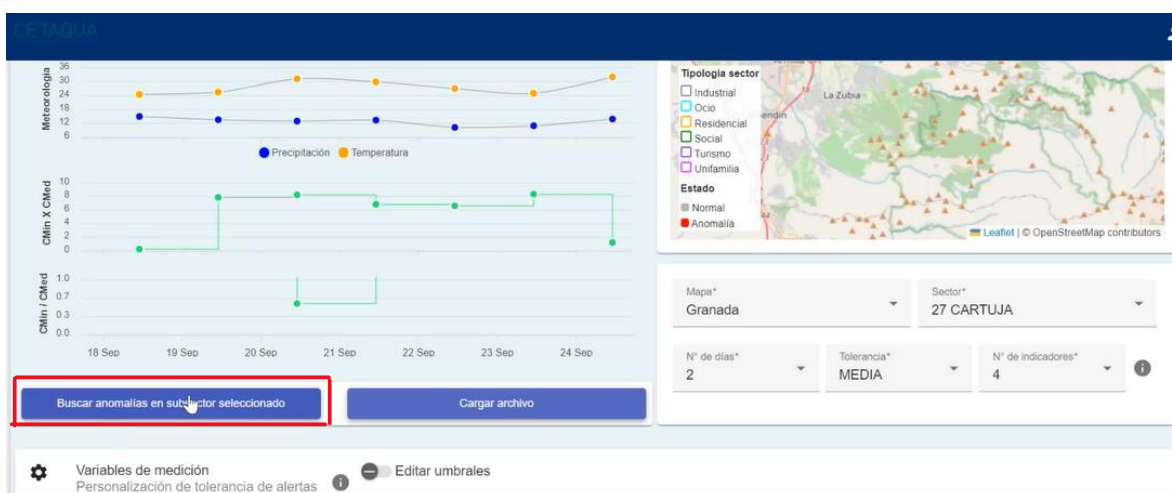 CETAQUA
Meteorologia
36
30
24
18
12
6
Precipitación
Temperatura
CMin X CMed
10
8
6
4
2
0
CMin / CMed
1.0
0.7
0.3
0.0
18 Sep
19 Sep
20 Sep
21 Sep
22 Sep
23 Sep
24 Sep
Buscar anomalías en subsector seleccionado
Cargar archivo
Tipologia sector
Industrial
Ocio
Residencial
Social
Turismo
Unifamilia
Estado
Normal
Anomalía
La Zubia
Leaflet | © OpenStreetMap contributors
Mapa*
Granada
Sector*
27 CARTUJA
N° de días*
2
Tolerancia*
MEDIA
N° de indicadores*
4
Variables de medición
Editar umbrales
Personalización de tolerancia de alertas